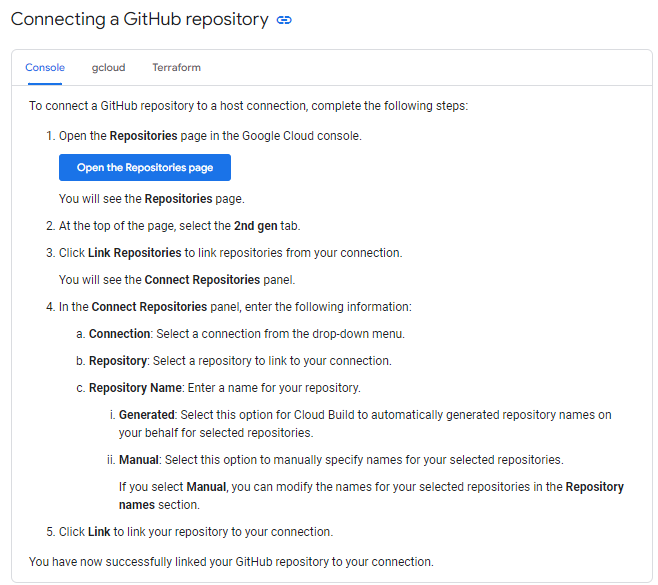 Connecting a GitHub repository
Console gcloud Terraform
To connect a GitHub repository to a host connection, complete the following steps:
1. Open the Repositories page in the Google Cloud console.
Open the Repositories page
You will see the Repositories page.
2. At the top of the page, select the 2nd gen tab.
3. Click Link Repositories to link repositories from your connection.
You will see the Connect Repositories panel.
4. In the Connect Repositories panel, enter the following information:
a. Connection: Select a connection from the drop-down menu.
b. Repository: Select a repository to link to your connection.
c. Repository Name: Enter a name for your repository.
i. Generated: Select this option for Cloud Build to automatically generated repository names on
your behalf for selected repositories.
ii. Manual: Select this option to manually specify names for your selected repositories.
If you select Manual, you can modify the names for your selected repositories in the Repository
names section.
5. Click Link to link your repository to your connection.
You have now successfully linked your GitHub repository to your connection.